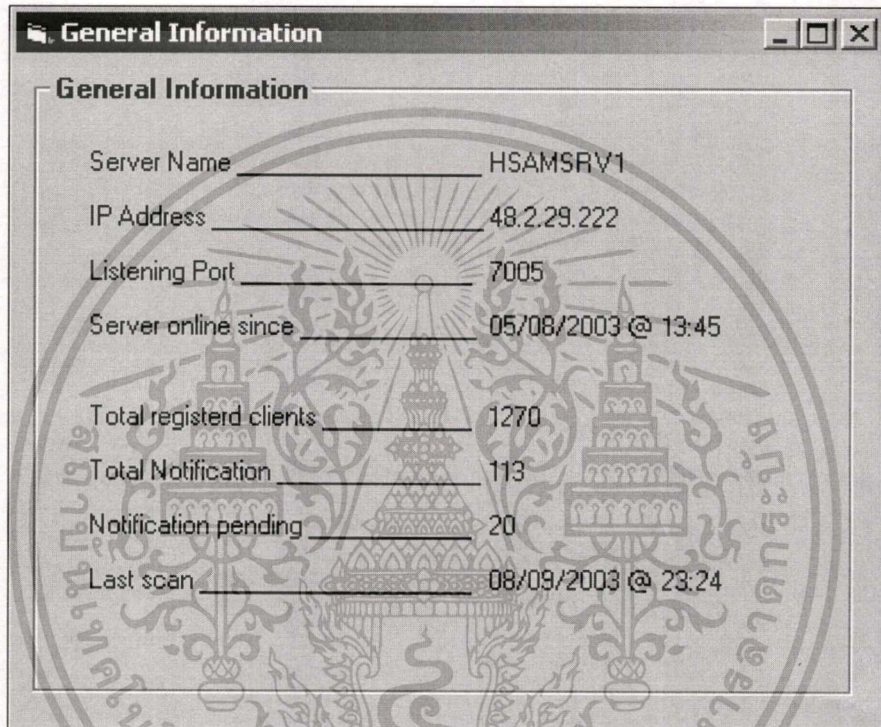 General Information
General Information
Server Name HSAMSRV1
IP Address 48.2.29.222
Listening Port 7005
Server online since 05/08/2003 @ 13:45
Total registerd clients 1270
Total Notification 113
Notification pending 20
Last scan 08/09/2003 @ 23:24